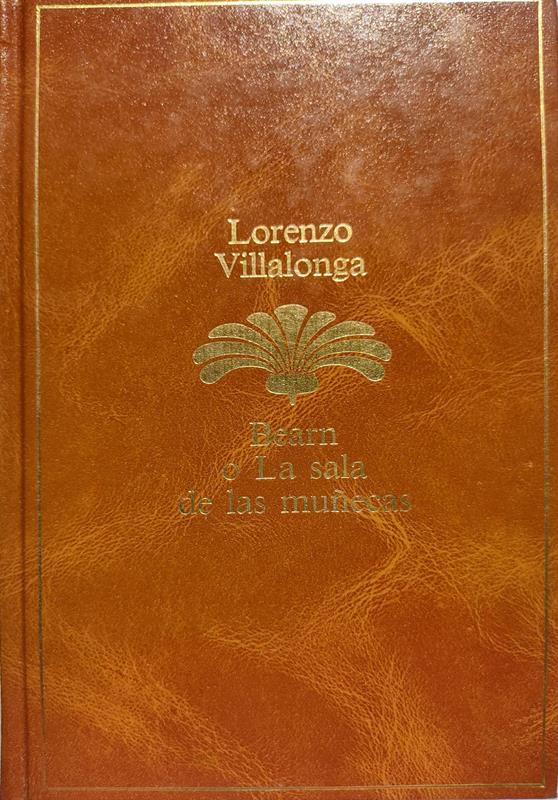 Lorenzo
Villalonga
Bearn
o La sala
de las muñecas